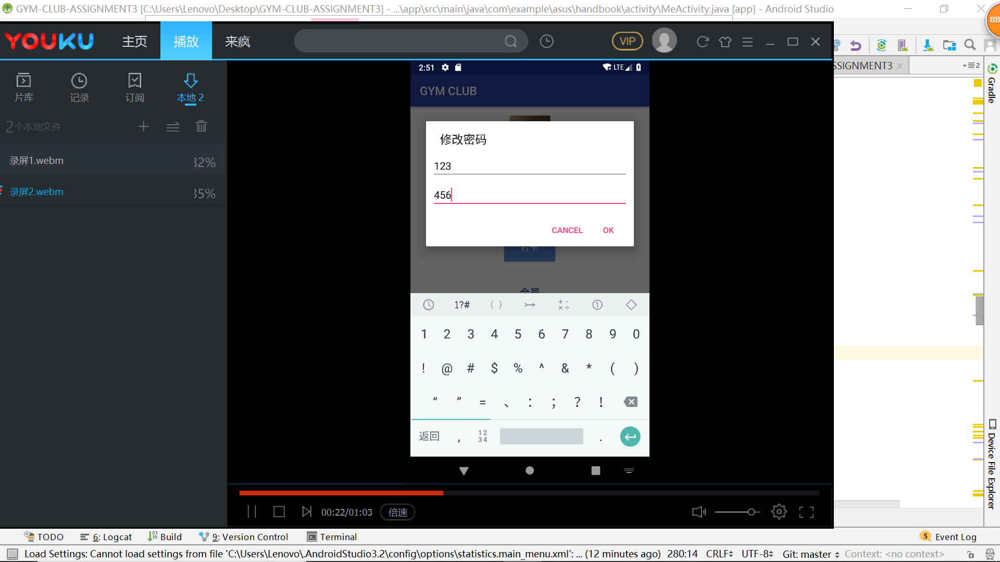 GYM-CLUB-ASSIGNMENT3 [C:\Users\Lenovo\Desktop\GYM-CLUB-ASSIGNMENT3] - ...\app\src\main\java\com\example\asus\handbook\activity\MeActivity.java [app] - Android Studio
88
YOUKU
主页
播放
来疯
VIP
SSIGNMENT3
2
片库
记录
订阅
本地 2
2个本地文件
录屏1.webm
32%
录屏2.webm
35%
2:51
LTE
GYM CLUB
修改密码
123
456
CANCEL
OK
打卡
会员
1?#
( )
1 2 3 4 5 6 7 8 9 0
! @ # $ % ^ & * ( )
“ ” = 、 : ; ? !
返回 , 12 34 .
00:22/01:03
倍速
Gradle
Device File Explorer
TODO
6: Logcat
Build
9: Version Control
Terminal
5 Event Log
Load Settings: Cannot load settings from file 'C:\Users\Lenovo\.AndroidStudio3.2\config\options\statistics.main_menu.xml': ... (12 minutes ago)
280:14
CRLF
UTF-8
Git: master
Context: <no context>